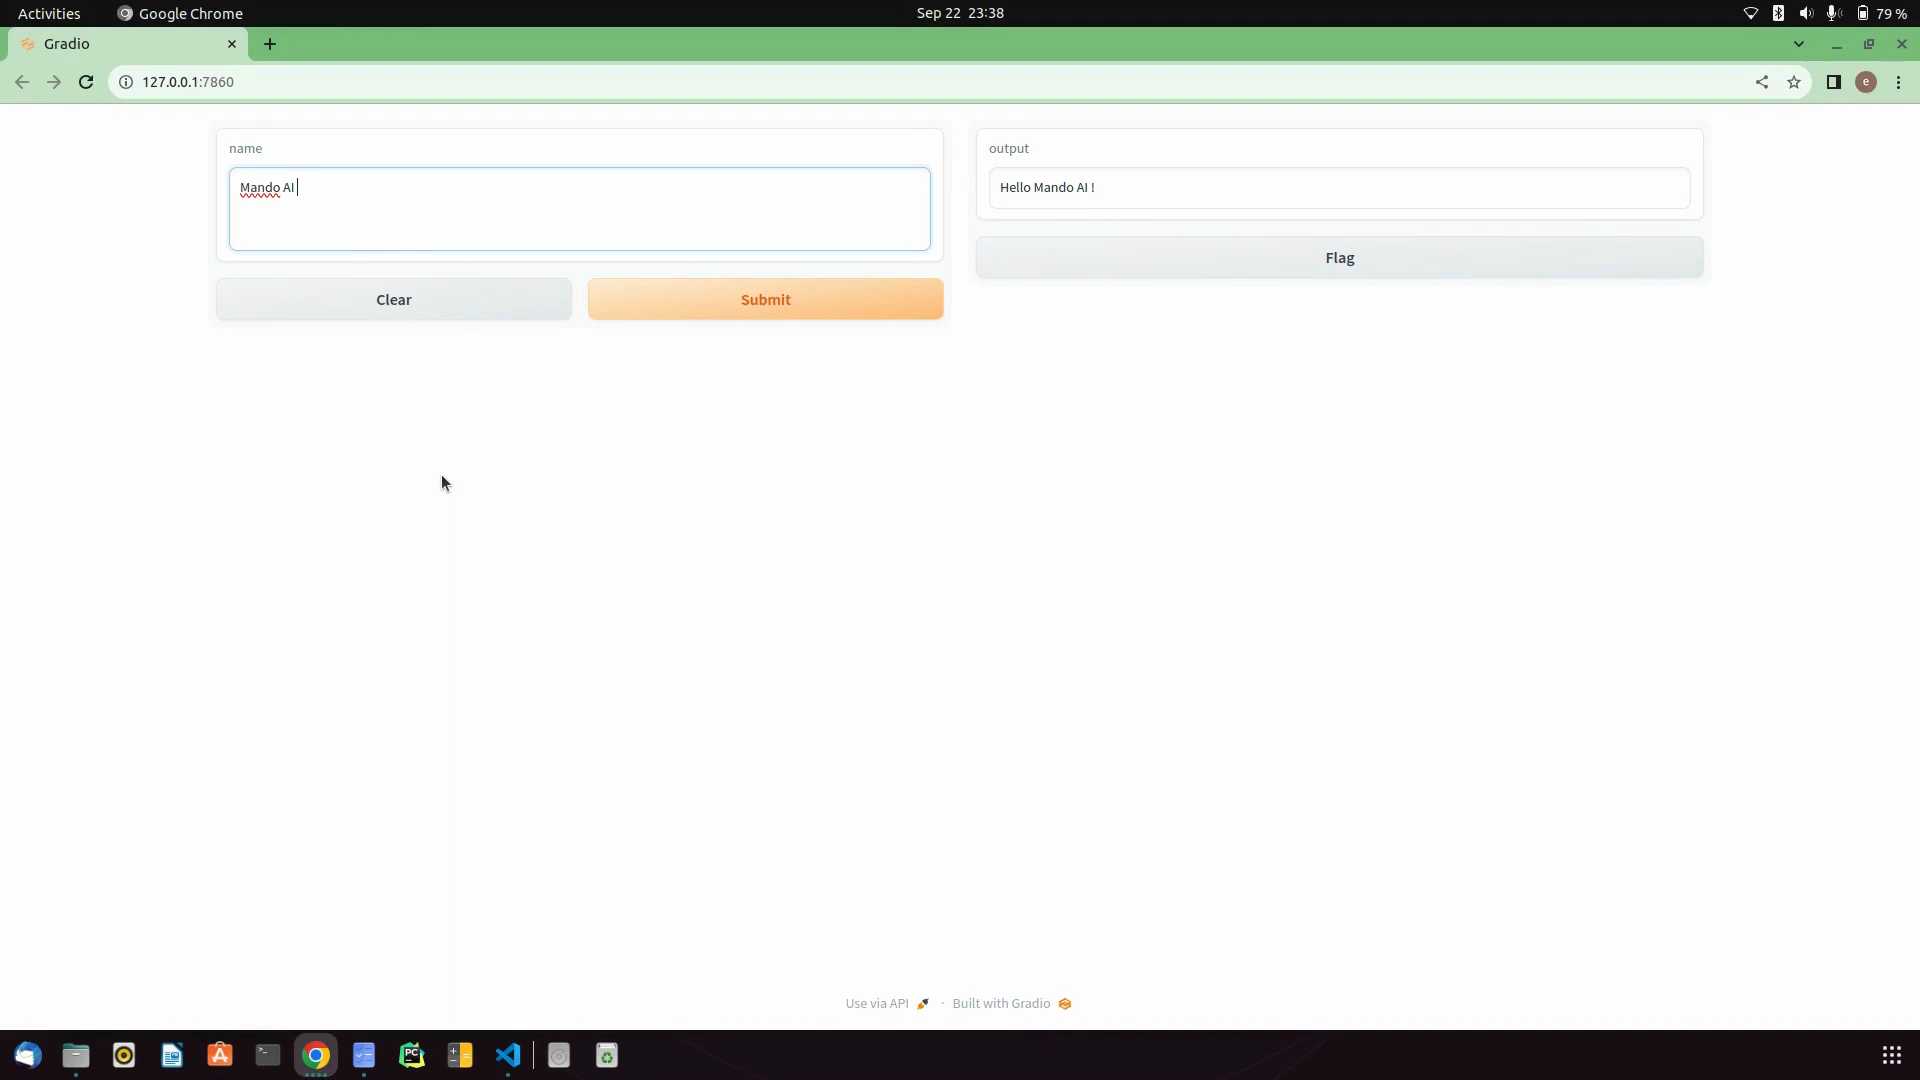 Activities Google Chrome Sep 22 23:38 79 %
Gradio
127.0.0.1:7860
name
Mando AI
Clear Submit
output
Hello Mando AI !
Flag
Use via API · Built with Gradio